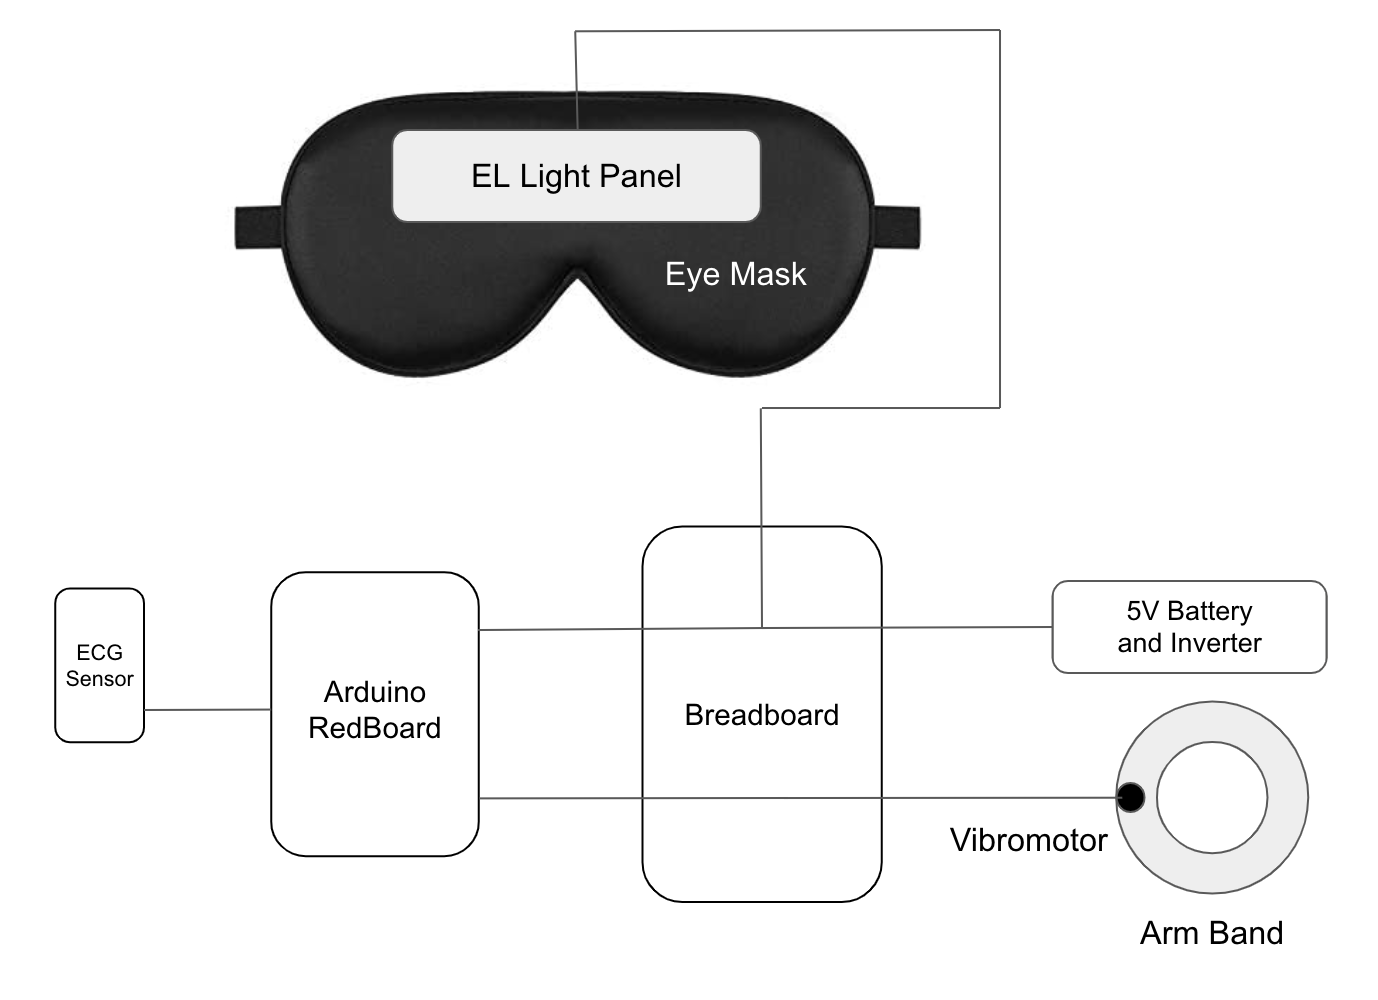 EL Light Panel
Eye Mask
ECG
Sensor
Arduino
RedBoard
Breadboard
5V Battery
and Inverter
Vibromotor
Arm Band